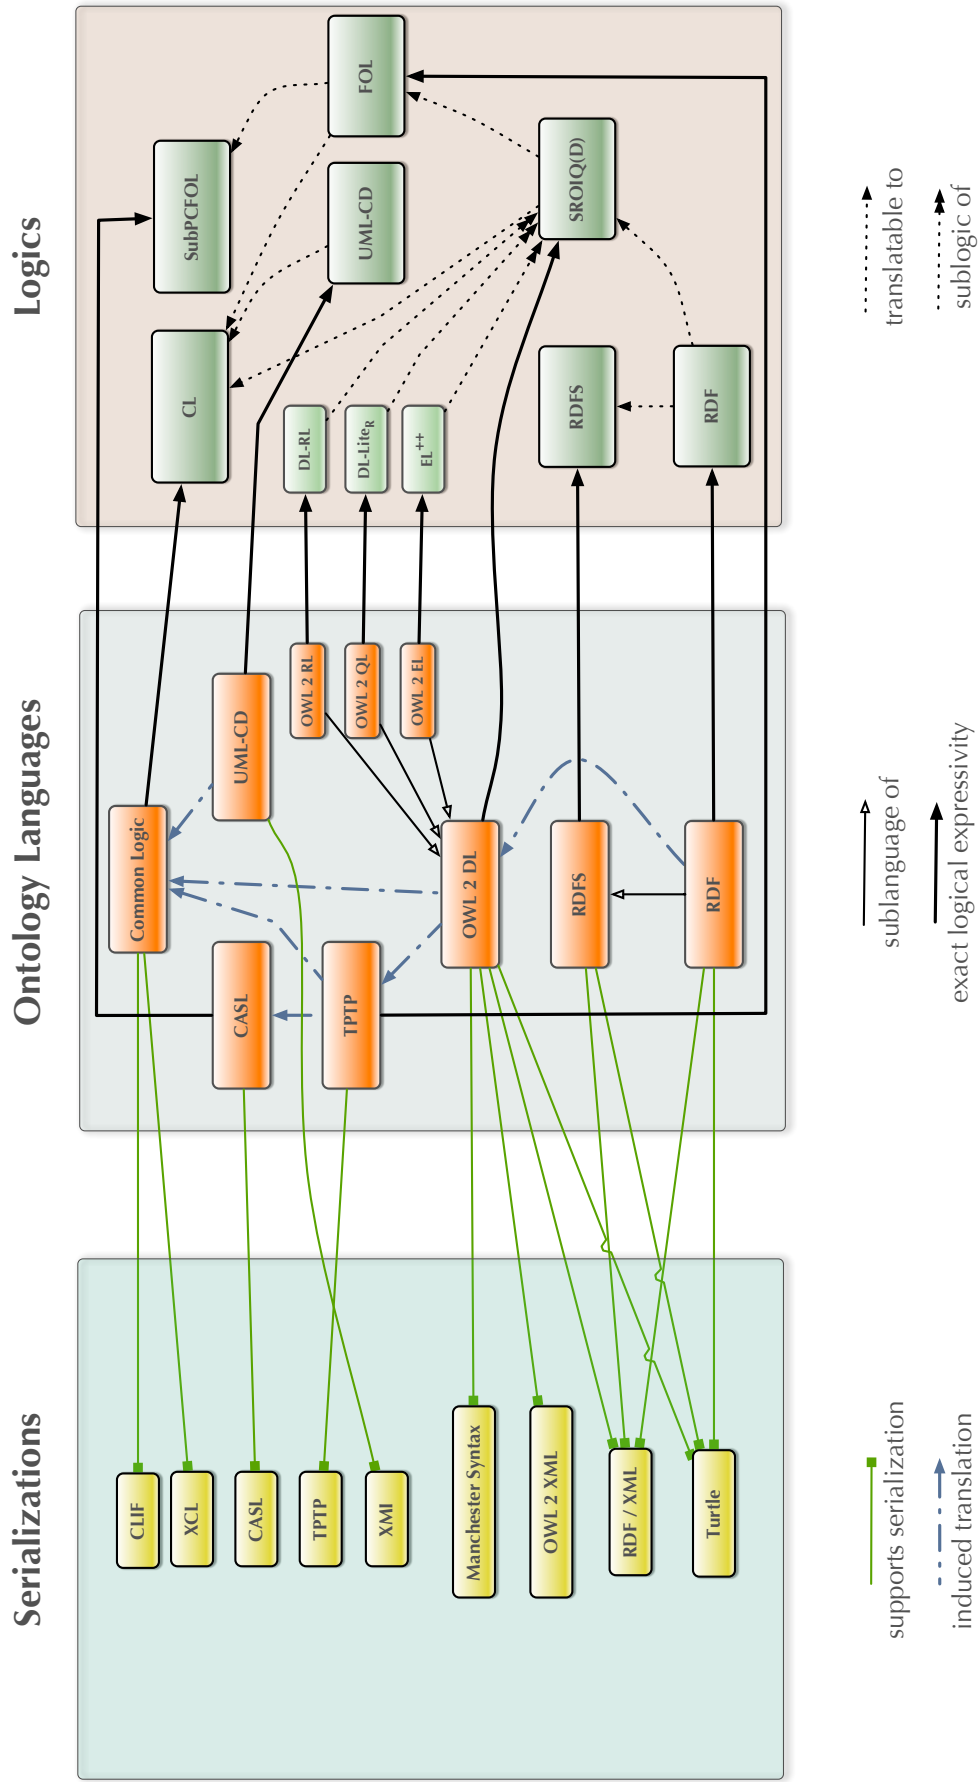 Serializations
Ontology Languages
Logics
CLIF
XCL
CASL
TPTP
XMI
Manchester Syntax
OWL 2 XML
RDF / XML
Turtle
Common Logic
CASL
UML-CD
TPTP
OWL 2 RL
OWL 2 QL
OWL 2 EL
OWL 2 DL
RDFS
RDF
CL
SubPCFOL
UML-CD
FOL
DL-RL
DL-LiteR
EL++
SROIQ(D)
RDFS
RDF
supports serialization
sublanguage of
translatable to
induced translation
exact logical expressivity
sublogic of